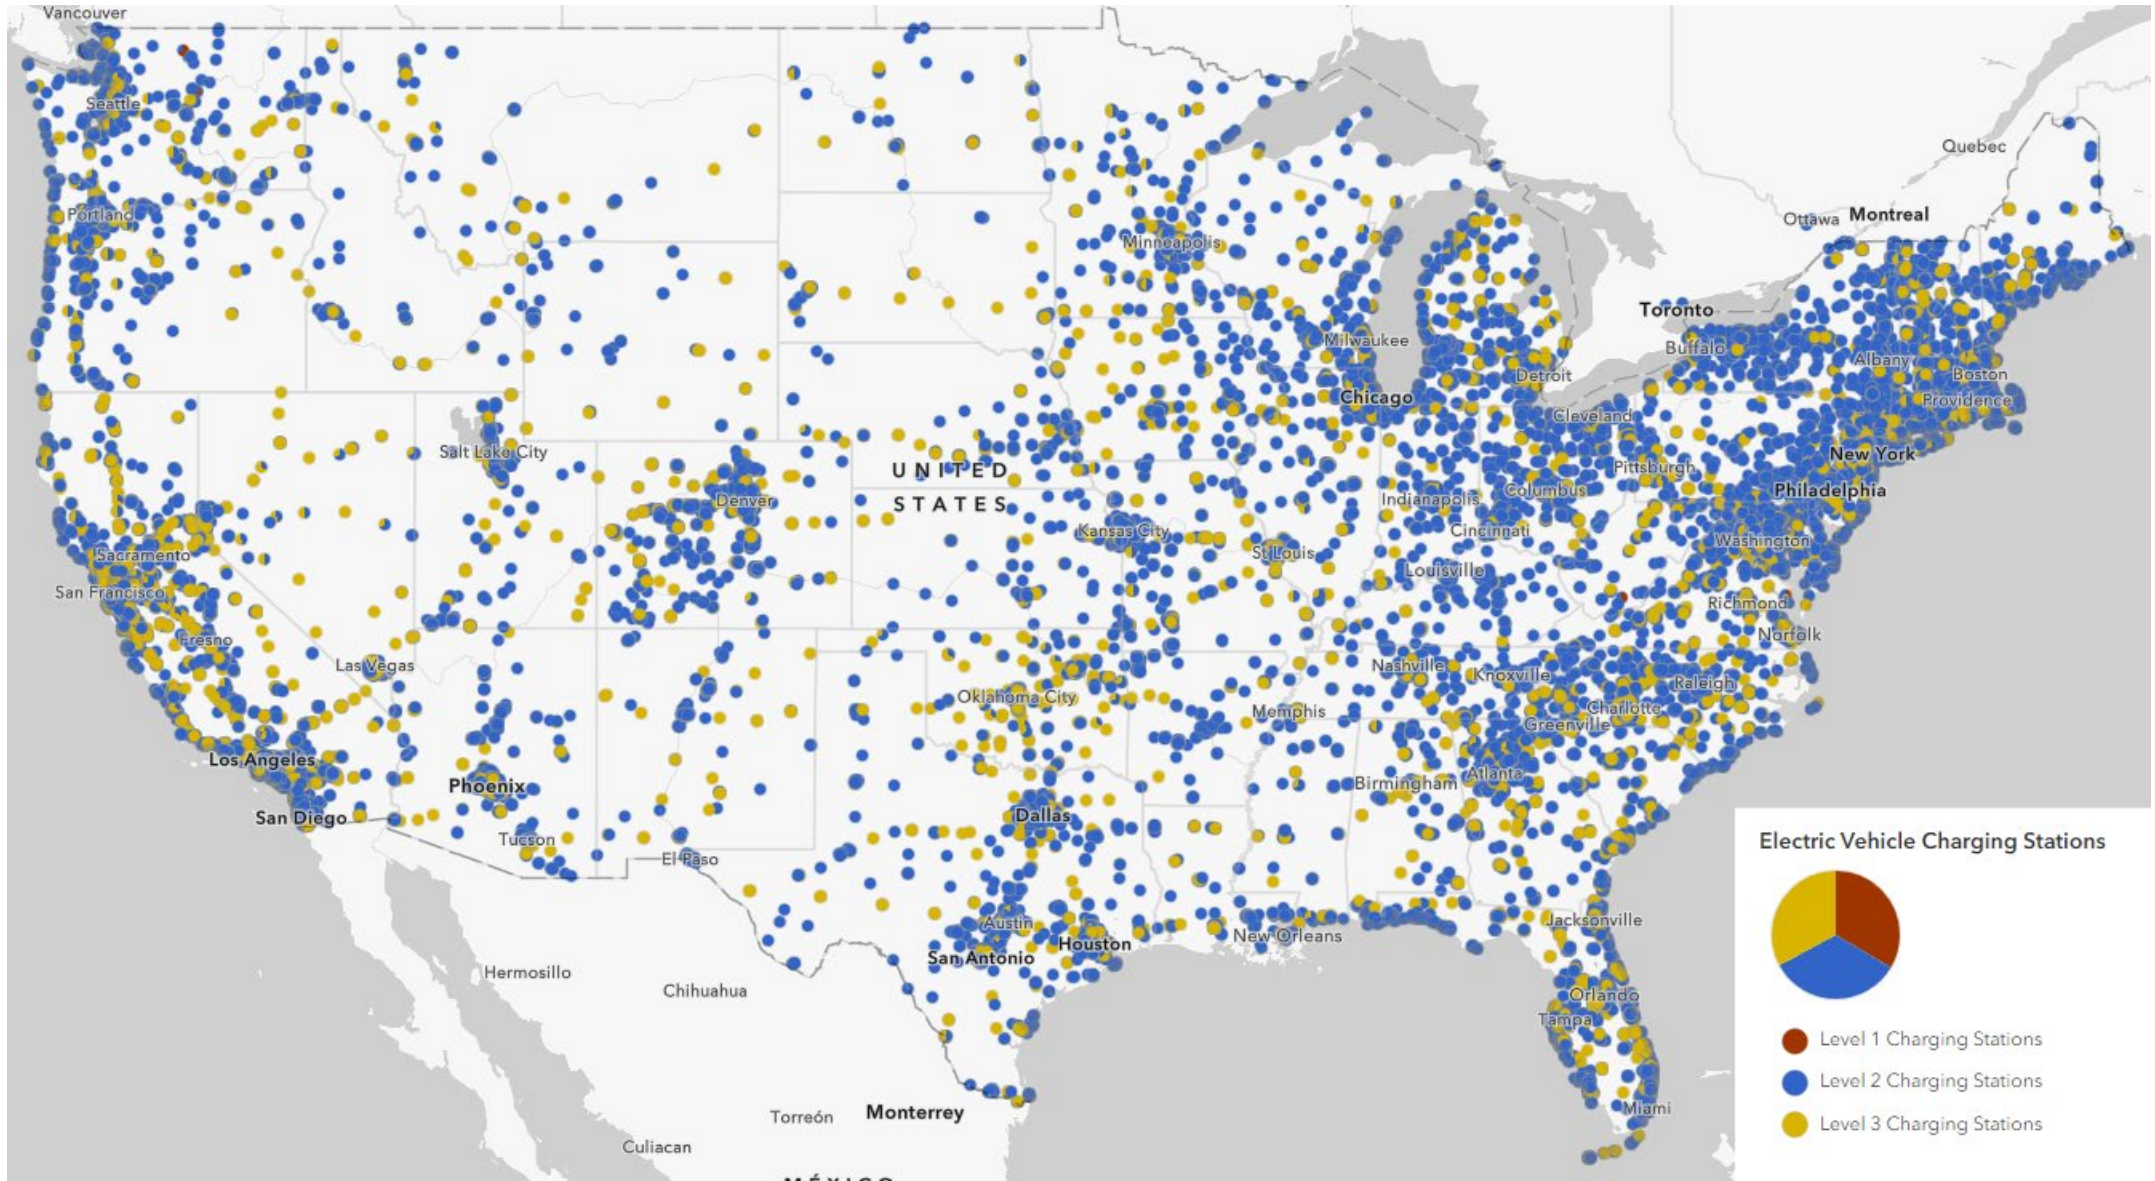 Vancouver
Seattle
Quebec
Portland
Ottawa
Montreal
Minneapolis
Toronto
Milwaukee
Buffalo
Albany
Detroit
Boston
Chicago
Providence
Cleveland
Salt Lake City
New York
UNITED
STATES
Pittsburgh
Denver
Indianapolis
Columbus
Philadelphia
Kansas City
Cincinnati
Washington
Sacramento
St Louis
Louisville
San Francisco
Richmond
Fresno
Norfolk
Las Vegas
Nashville
Knoxville
Raleigh
Oklahoma City
Memphis
Charlotte
Greenville
Los Angeles
Phoenix
Birmingham
Atlanta
San Diego
Dallas
Tucson
El Paso
Austin
Houston
New Orleans
Jacksonville
San Antonio
Hermosillo
Chihuahua
Orlando
Tampa
Miami
Torreón
Monterrey
Culiacan
MÉXICO
Electric Vehicle Charging Stations
Level 1 Charging Stations
Level 2 Charging Stations
Level 3 Charging Stations